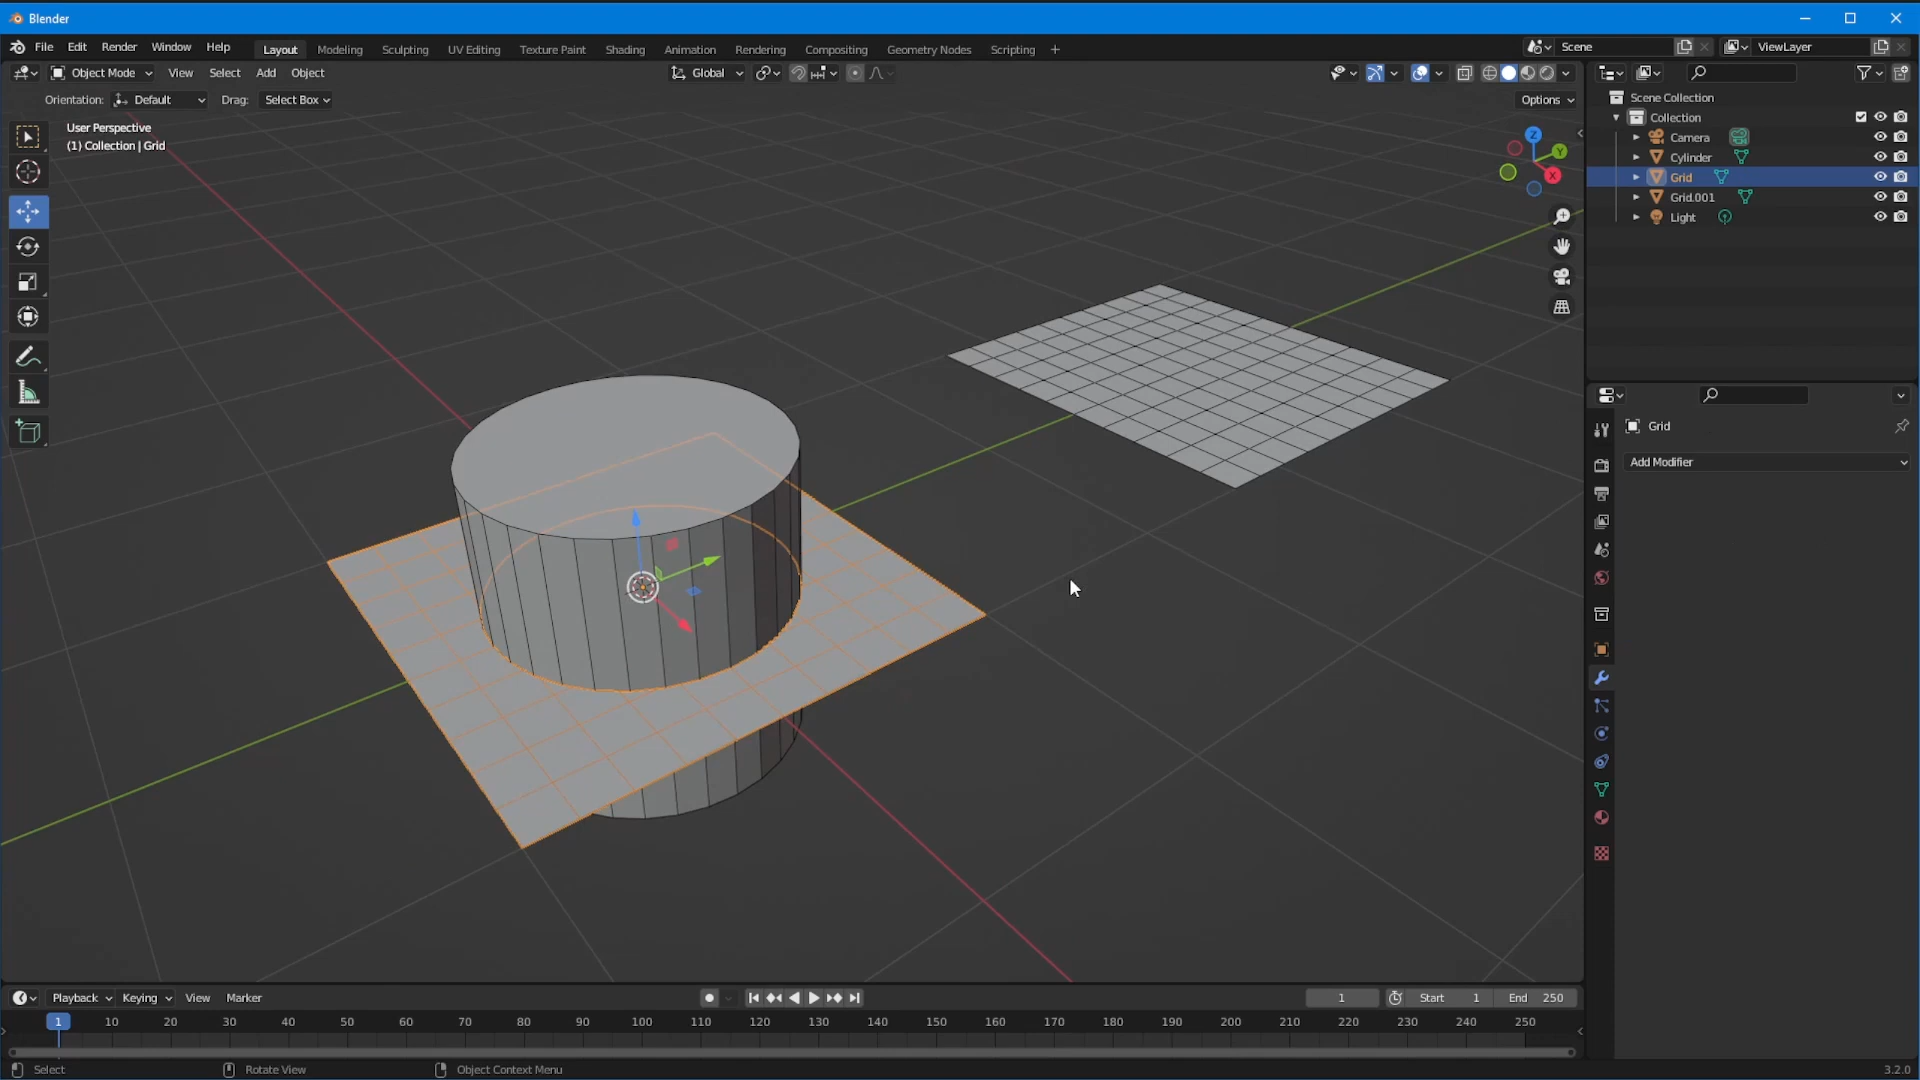 Blender
File Edit Render Window Help Layout Modeling Sculpting UV Editing Texture Paint Shading Animation Rendering Compositing Geometry Nodes Scripting + Scene ViewLayer
Object Mode View Select Add Object Global
Orientation: Default Drag: Select Box Options
User Perspective
(1) Collection | Grid
Z
Y
X
Scene Collection
Collection
Camera
Cylinder
Grid
Grid.001
Light
Grid
Add Modifier
Playback Keying View Marker 1 Start 1 End 250
1 10 20 30 40 50 60 70 80 90 100 110 120 130 140 150 160 170 180 190 200 210 220 230 240 250
Select Rotate View Object Context Menu 3.2.0